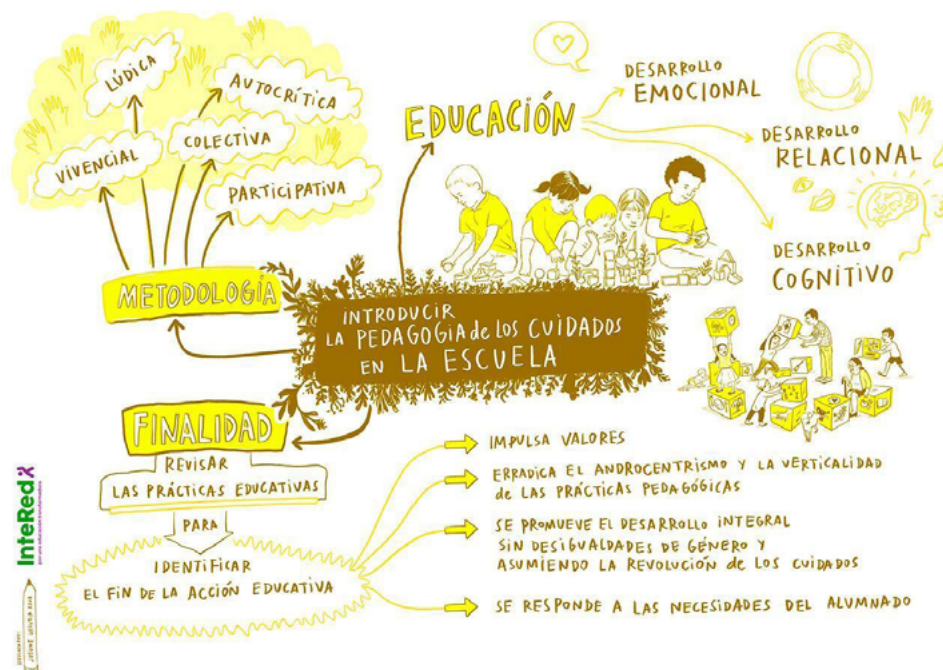 LÚDICA
AUTOCRÍTICA
VIVENCIAL
COLECTIVA
PARTICIPATIVA
METODOLOGÍA
EDUCACIÓN
DESARROLLO
EMOCIONAL
DESARROLLO
RELACIONAL
DESARROLLO
COGNITIVO
INTRODUCIR
LA PEDAGOGIA de LOS CUIDADOS
EN LA ESCUELA
FINALIDAD
REVISAR
LAS PRÁCTICAS EDUCATIVAS
PARA
IDENTIFICAR
EL FIN DE LA ACCIÓN EDUCATIVA
IMPULSA VALORES
ERRADICA EL ANDROCENTRISMO Y LA VERTICALIDAD
de LAS PRÁCTICAS PEDAGÓGICAS
SE PROMUEVE EL DESARROLLO INTEGRAL
SIN DESIGUALDADES DE GÉNERO Y
ASUMIENDO LA REVOLUCIÓN DE LOS CUIDADOS
SE RESPONDE A LAS NECESIDADES DEL ALUMNADO
InteRed